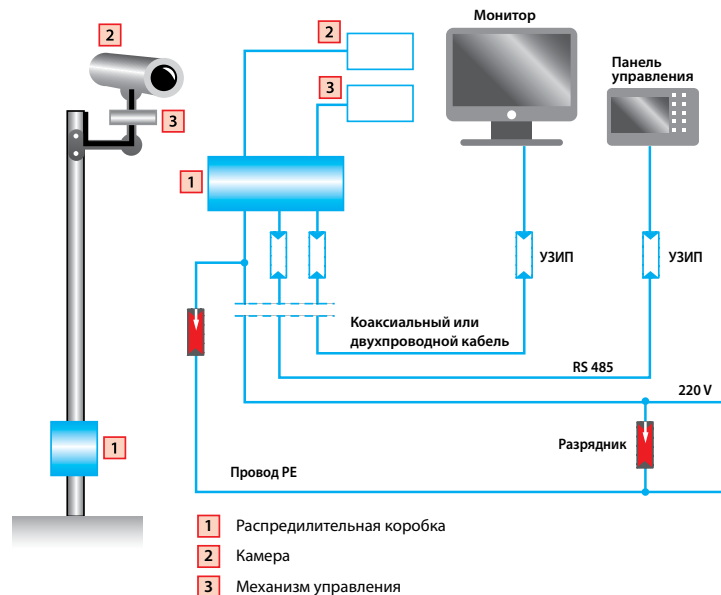 Монитор
2
2
Панель
управления
3
3
1
УЗИП
УЗИП
Коаксиальный или
двухпроводной кабель
RS 485
220 V
1
Разрядник
Провод PE
1 Распредилительная коробка
2 Камера
3 Механизм управления